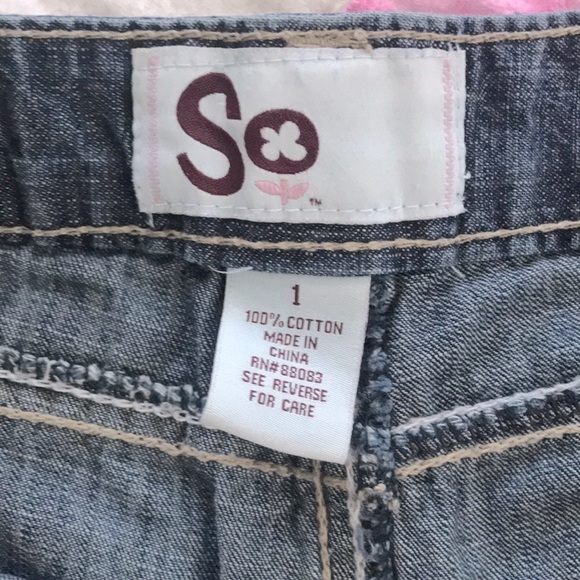 So
™
1
100% COTTON
MADE IN
CHINA
RN#88083
SEE REVERSE
FOR CARE